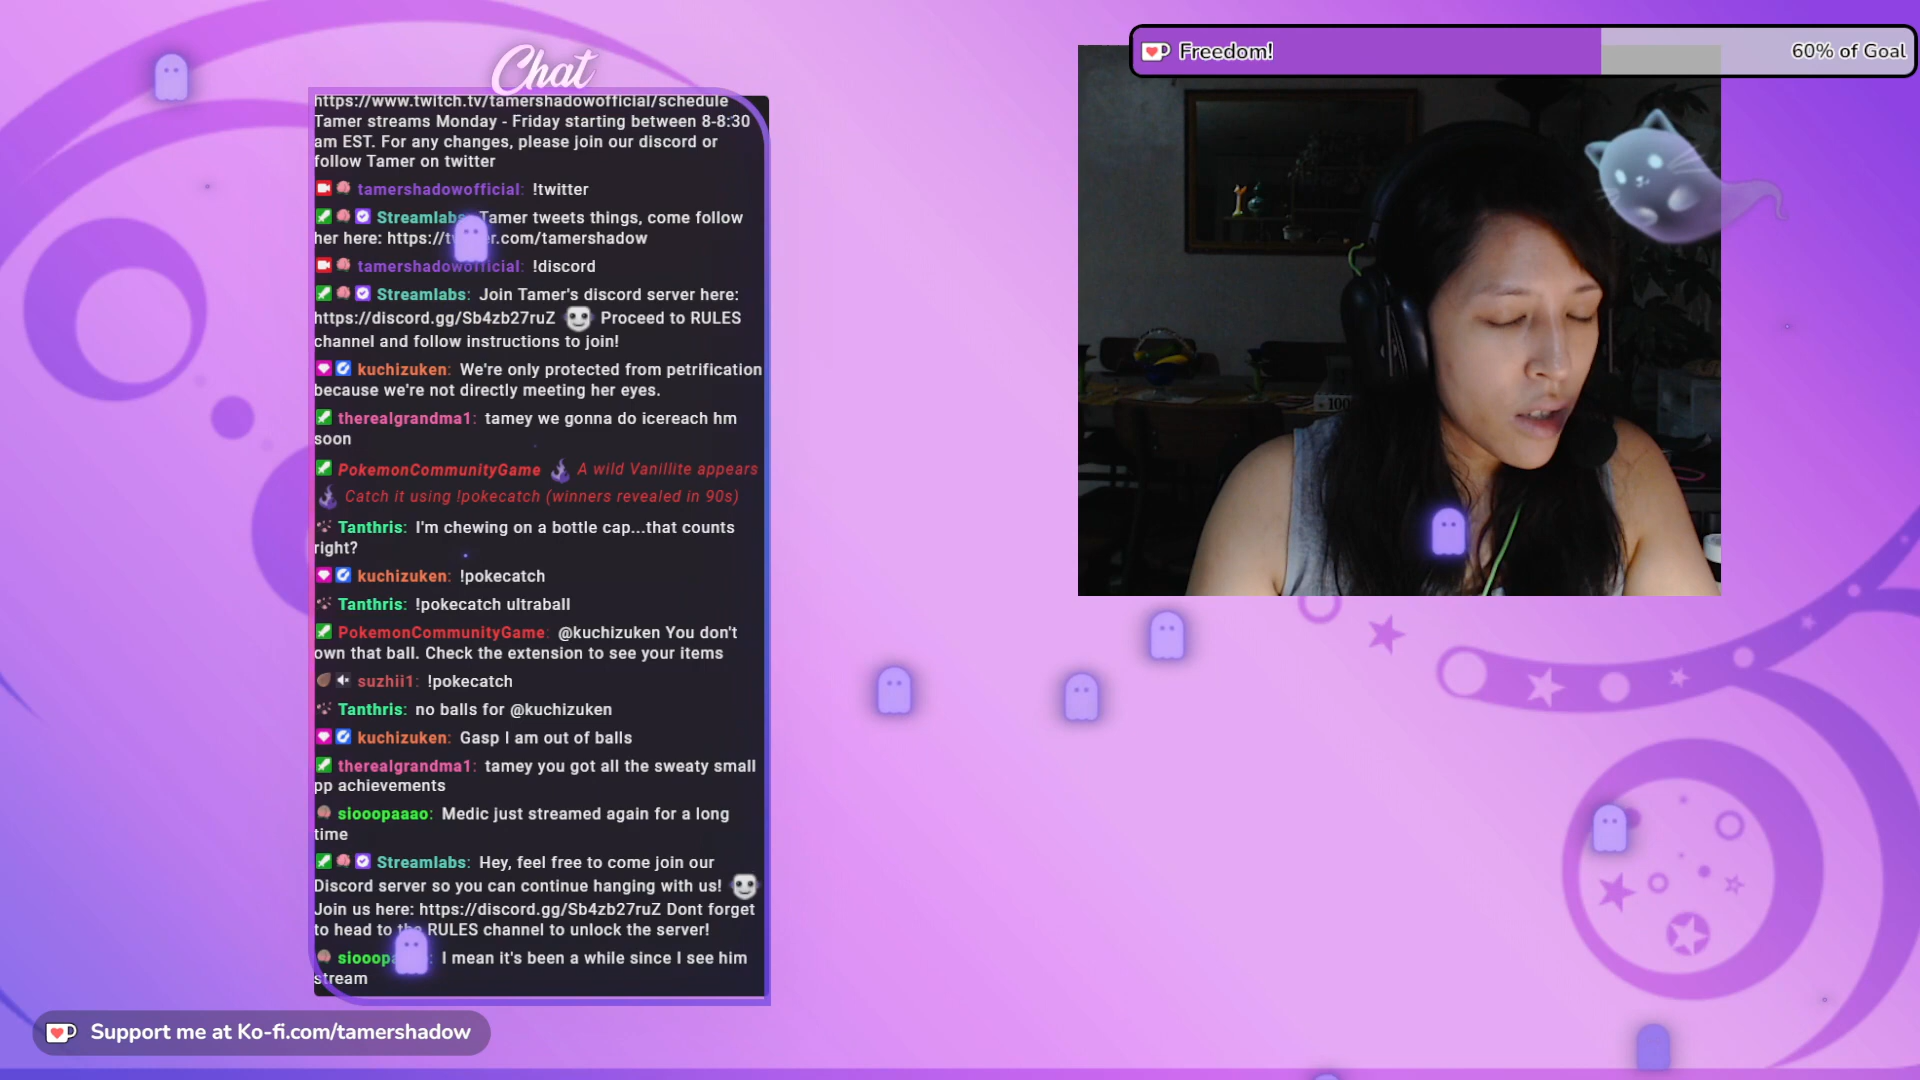 Chat
Freedom!
60% of Goal
https://www.twitch.tv/tamershadowofficial/schedule
Tamer streams Monday - Friday starting between 8-8:30
am EST. For any changes, please join our discord or
follow Tamer on twitter
tamershadowofficial: !twitter
Streamlabs: Tamer tweets things, come follow
her here: https://twitter.com/tamershadow
tamershadowofficial: !discord
Streamlabs: Join Tamer's discord server here:
https://discord.gg/Sb4zb27ruZ Proceed to RULES
channel and follow instructions to join!
kuchizuken: We're only protected from petrification
because we're not directly meeting her eyes.
therealgrandma1: tamey we gonna do icereach hm
soon
PokemonCommunityGame A wild Vanillite appears
Catch it using !pokecatch (winners revealed in 90s)
Tanthris: I'm chewing on a bottle cap...that counts
right?
kuchizuken: !pokecatch
Tanthris: !pokecatch ultraball
PokemonCommunityGame: @kuchizuken You don't
own that ball. Check the extension to see your items
suzhii1: !pokecatch
Tanthris: no balls for @kuchizuken
kuchizuken: Gasp I am out of balls
therealgrandma1: tamey you got all the sweaty small
pp achievements
siooopaaao: Medic just streamed again for a long
time
Streamlabs: Hey, feel free to come join our
Discord server so you can continue hanging with us!
Join us here: https://discord.gg/Sb4zb27ruZ Dont forget
to head to the RULES channel to unlock the server!
siooopaaao: I mean it's been a while since I see him
stream
100
Support me at Ko-fi.com/tamershadow